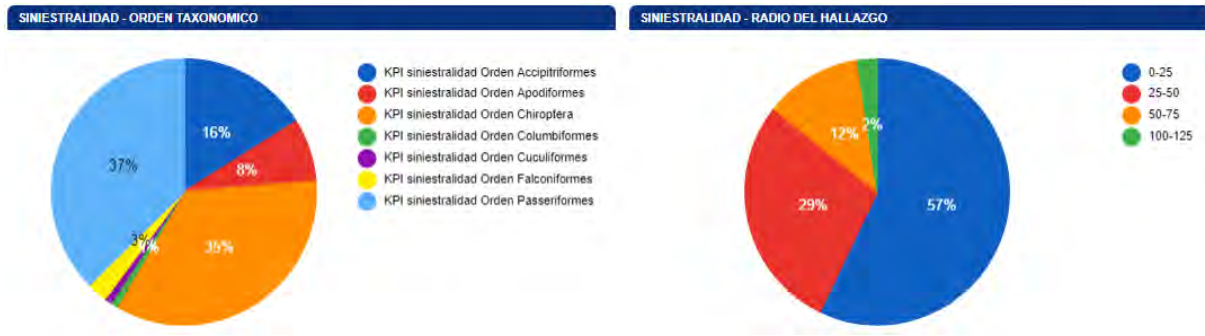 SINIESTRALIDAD - ORDEN TAXONOMICO
KPI siniestralidad Orden Accipitriformes
KPI siniestralidad Orden Apodiformes
KPI siniestralidad Orden Chiroptera
KPI siniestralidad Orden Columbiformes
KPI siniestralidad Orden Cuculiformes
KPI siniestralidad Orden Falconiformes
KPI siniestralidad Orden Passeriformes
16%
37%
8%
3%
35%
SINIESTRALIDAD - RADIO DEL HALLAZGO
0-25
25-50
50-75
100-125
2%
12%
29%
57%